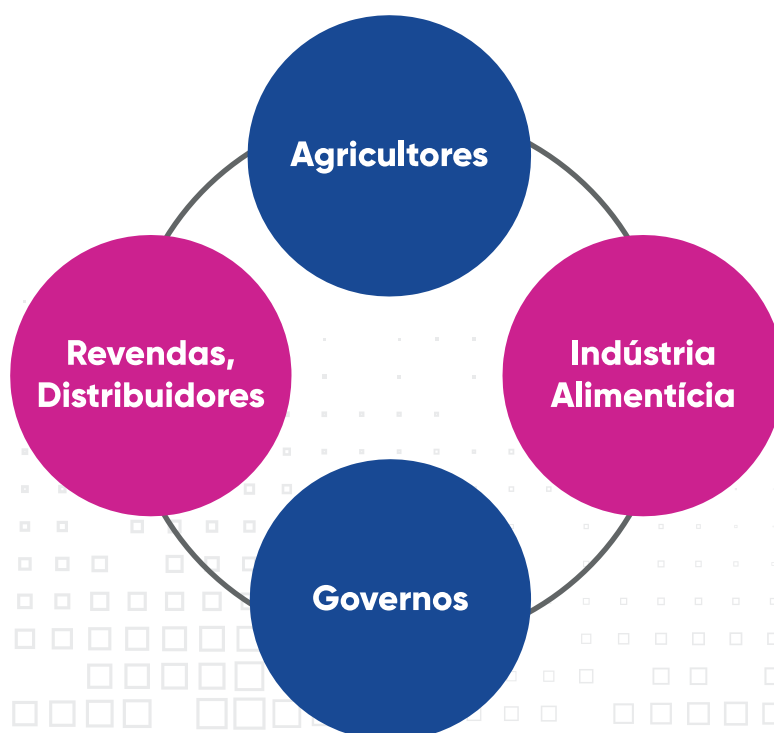 Agricultores
Revendas,
Distribuidores
Indústria
Alimentícia
Governos